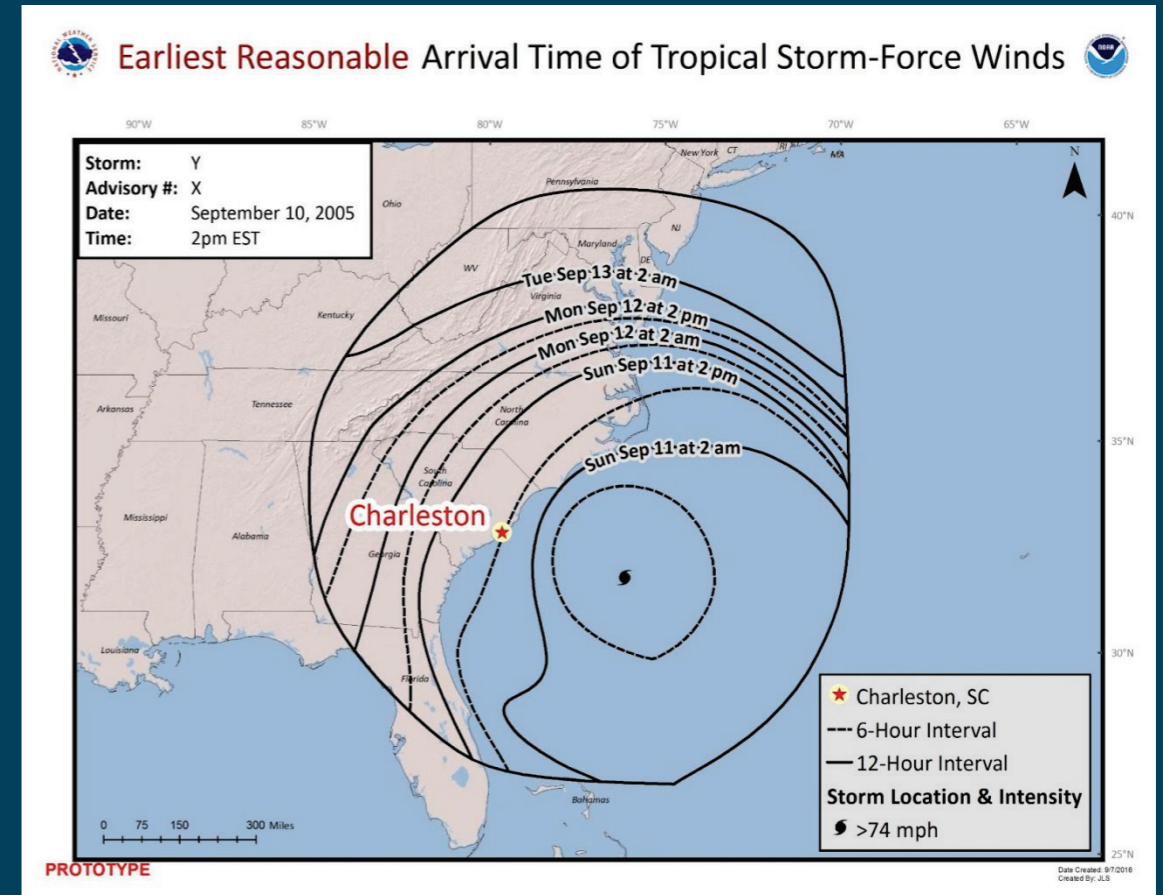 Earliest Reasonable Arrival Time of Tropical Storm-Force Winds
NATIONAL WEATHER SERVICE
NOAA
90°W 85°W 80°W 75°W 70°W 65°W
Storm: Y
Advisory #: X
Date: September 10, 2005
Time: 2pm EST
N
New York
CT
RI
MA
Pennsylvania
Ohio
NJ
40°N
Maryland
DE
WV
Tue Sep 13 at 2 am
Virginia
Mon Sep 12 at 2 pm
Missouri
Kentucky
Mon Sep 12 at 2 am
Sun Sep 11 at 2 pm
Arkansas
Tennessee
North
Carolina
35°N
Sun Sep 11 at 2 am
South
Carolina
Charleston
Mississippi
Alabama
Georgia
Louisiana
30°N
Florida
Charleston, SC
6-Hour Interval
12-Hour Interval
Storm Location & Intensity
>74 mph
Bahamas
0 75 150 300 Miles
25°N
PROTOTYPE
Date Created: 9/7/2016
Created By: JLS